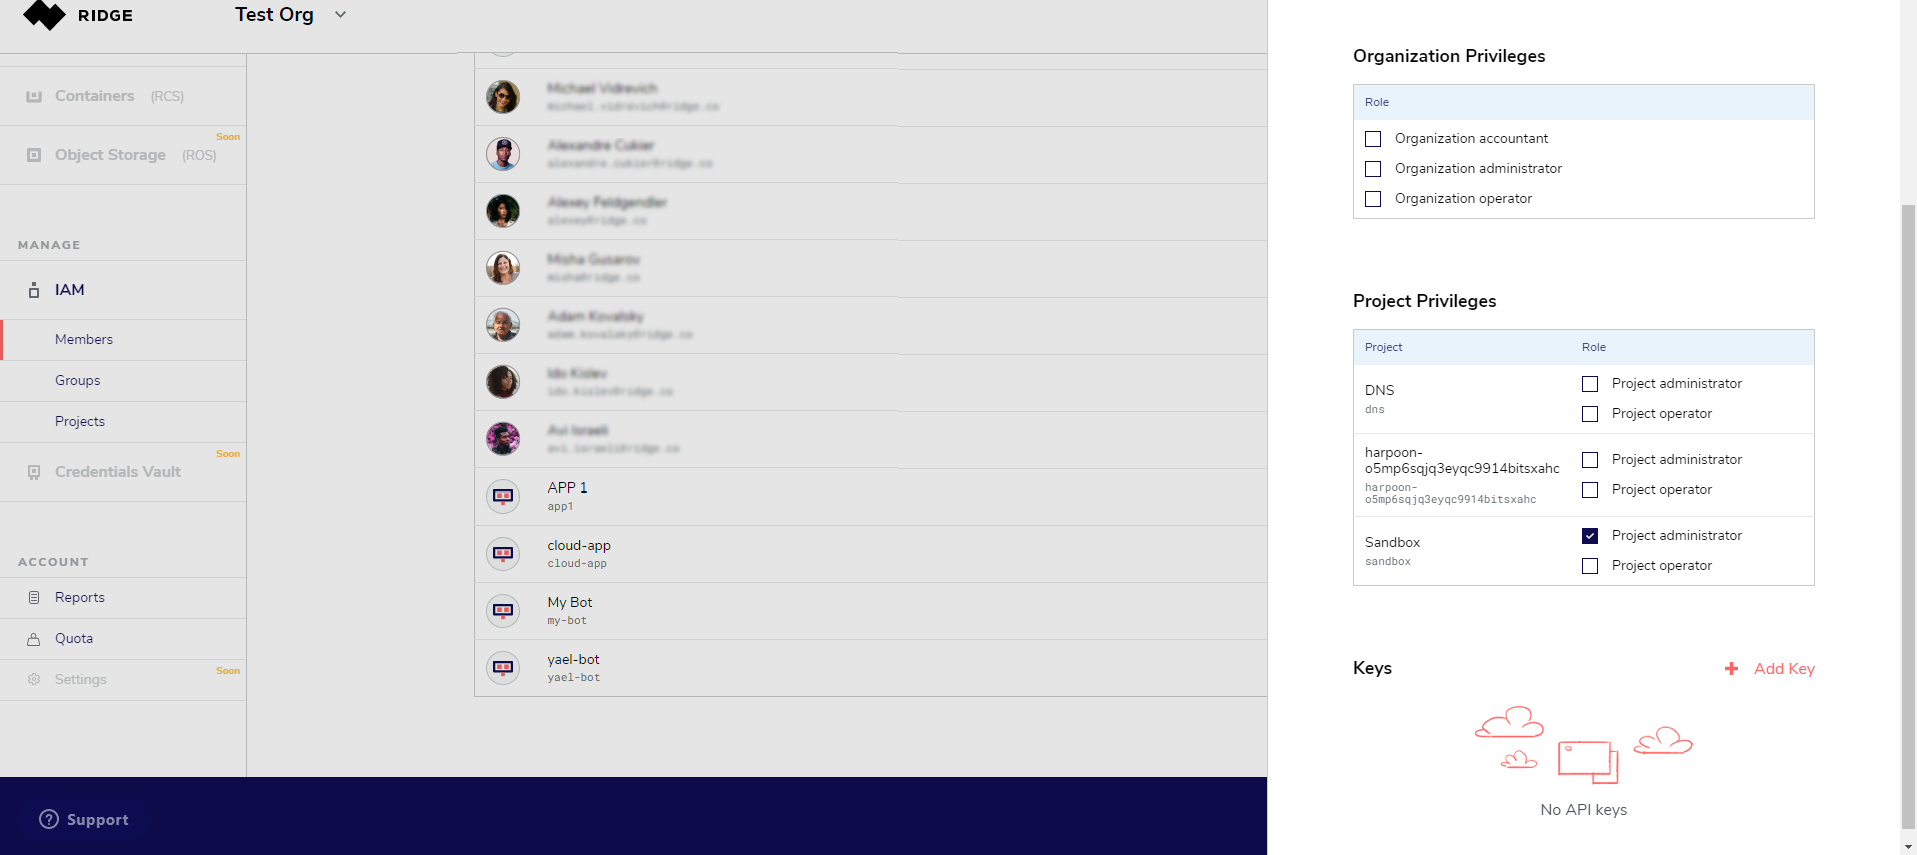 RIDGE
Test Org
Containers (RCS)
Soon
Object Storage (ROS)
MANAGE
IAM
Members
Groups
Projects
Soon
Credentials Vault
ACCOUNT
Reports
Quota
Soon
Settings
Support
Michael Vidrevich
michael.vidrevich@ridge.co
Alexandre Cukier
alexandre.cukier@ridge.co
Alexey Feldgendler
alexey@ridge.co
Misha Gusarov
misha@ridge.co
Adam Kovalsky
adam.kovalsky@ridge.co
Ido Kislev
ido.kislev@ridge.co
Avi Israeli
avi.israeli@ridge.co
APP 1
app1
cloud-app
cloud-app
My Bot
my-bot
yael-bot
yael-bot
Organization Privileges
Role
Organization accountant
Organization administrator
Organization operator
Project Privileges
Project Role
DNS
dns
Project administrator
Project operator
harpoon-
o5mp6sqjq3eyqc9914bitsxahc
harpoon-
o5mp6sqjq3eyqc9914bitsxahc
Project administrator
Project operator
Sandbox
sandbox
Project administrator
Project operator
Keys
Add Key
No API keys